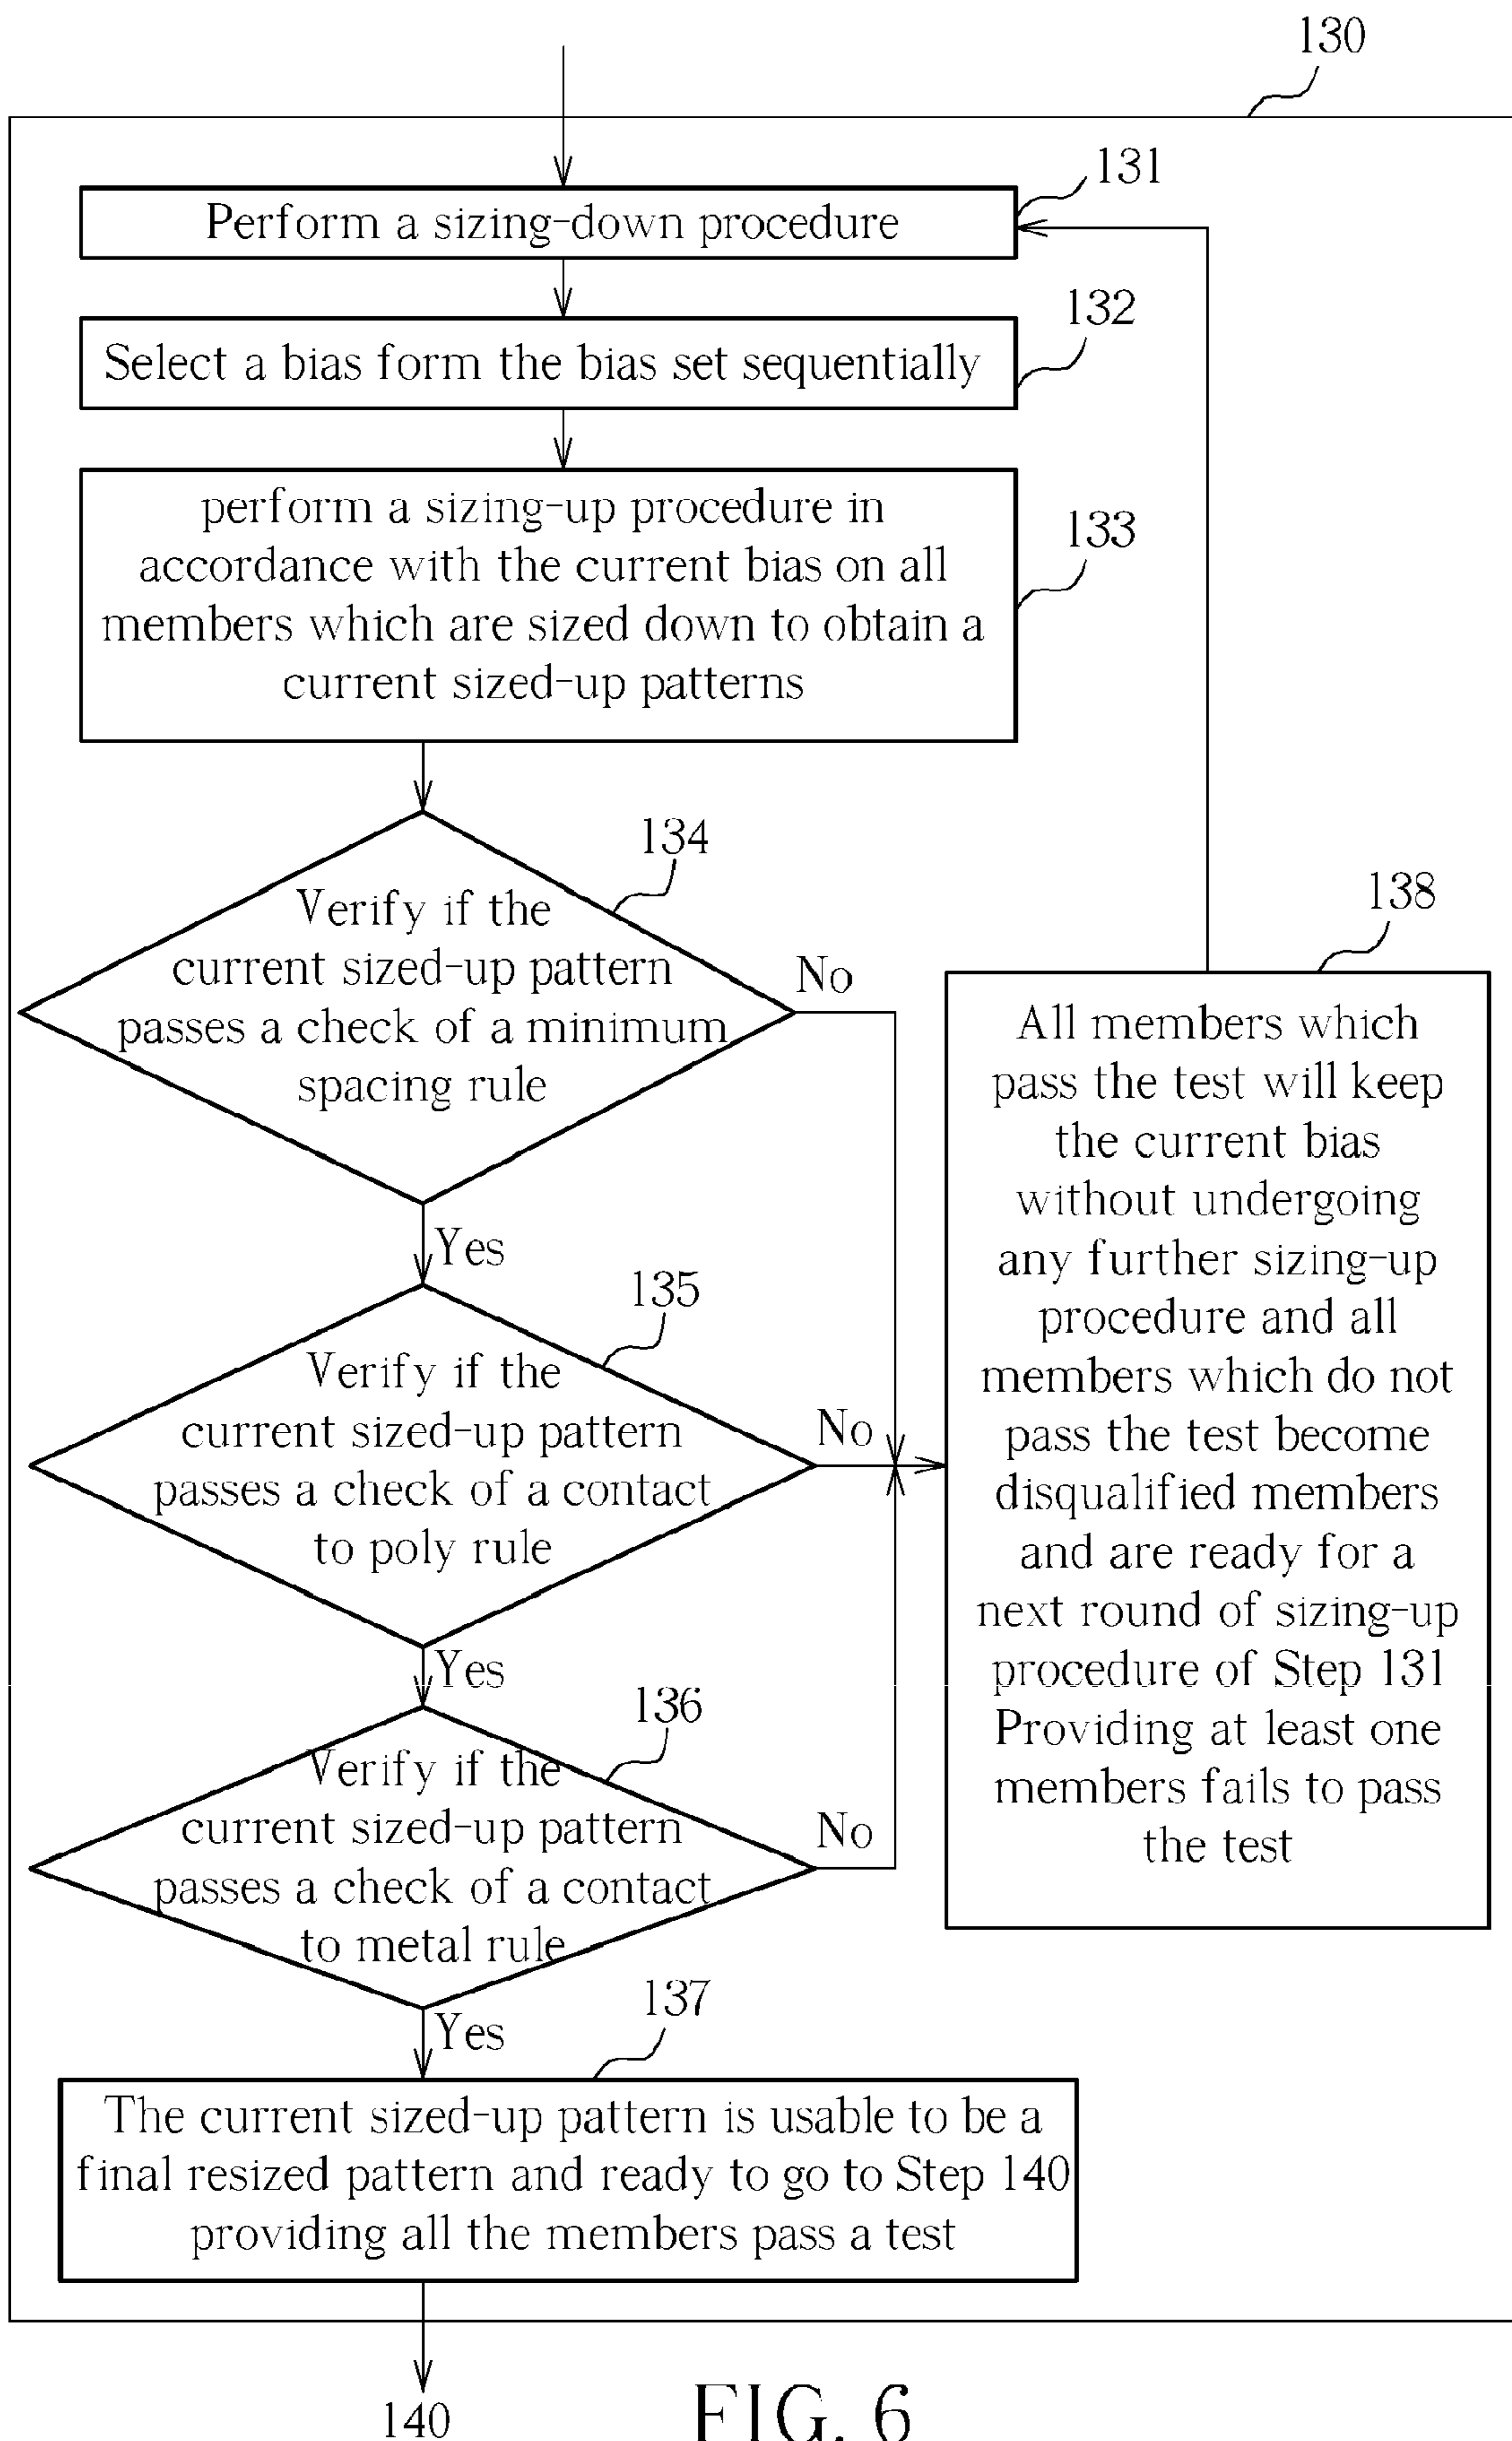 130
131
Perform a sizing-down procedure
132
Select a bias form the bias set sequentially
133
perform a sizing-up procedure in
accordance with the current bias on all
members which are sized down to obtain a
current sized-up patterns
134
Verify if the
current sized-up pattern
passes a check of a minimum
spacing rule
No
Yes
135
Verify if the
current sized-up pattern
passes a check of a contact
to poly rule
No
Yes
136
Verify if the
current sized-up pattern
passes a check of a contact
to metal rule
No
Yes
137
The current sized-up pattern is usable to be a
final resized pattern and ready to go to Step 140
providing all the members pass a test
138
All members which
pass the test will keep
the current bias
without undergoing
any further sizing-up
procedure and all
members which do not
pass the test become
disqualified members
and are ready for a
next round of sizing-up
procedure of Step 131
Providing at least one
members fails to pass
the test
140
FIG. 6